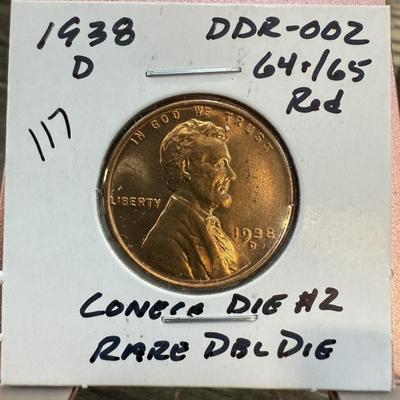 1938 DDR-002
D 64+/65
Red
117
IN GOD WE TRUST
LIBERTY
1938
D
CONECA DIE #2
RARE DBL DIE